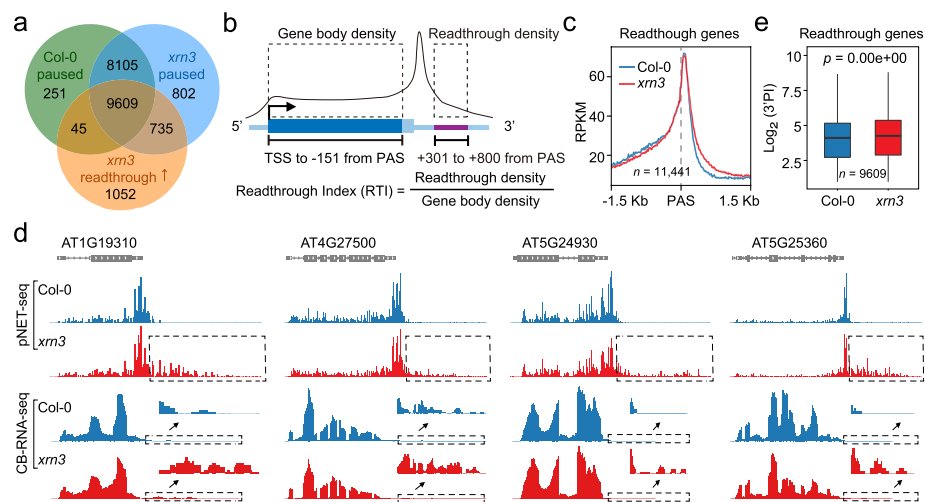 a
Col-0
paused
251
8105
xrn3
paused
802
9609
45
735
xrn3
readthrough ↑
1052
b
Gene body density
Readthrough density
5'
3'
TSS to -151 from PAS
+301 to +800 from PAS
Readthrough Index (RTI) =
Readthrough density
Gene body density
c
Readthough genes
Col-0
xrn3
RPKM
60
40
20
n = 11,441
-1.5 Kb
PAS
1.5 Kb
e
Readthrough genes
p = 0.00e+00
Log2 (3'PI)
10.0
7.5
5.0
2.5
n = 9609
Col-0
xrn3
d
AT1G19310
AT4G27500
AT5G24930
AT5G25360
pNET-seq
Col-0
xrn3
CB-RNA-seq
Col-0
xrn3